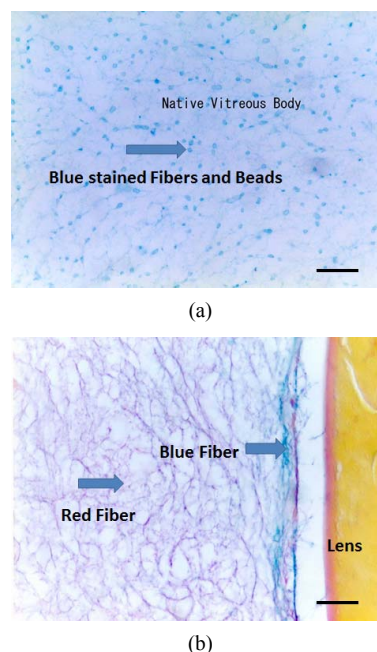 Native Vitreous Body
Blue stained Fibers and Beads
(a)
Blue Fiber
Red Fiber
Lens
(b)